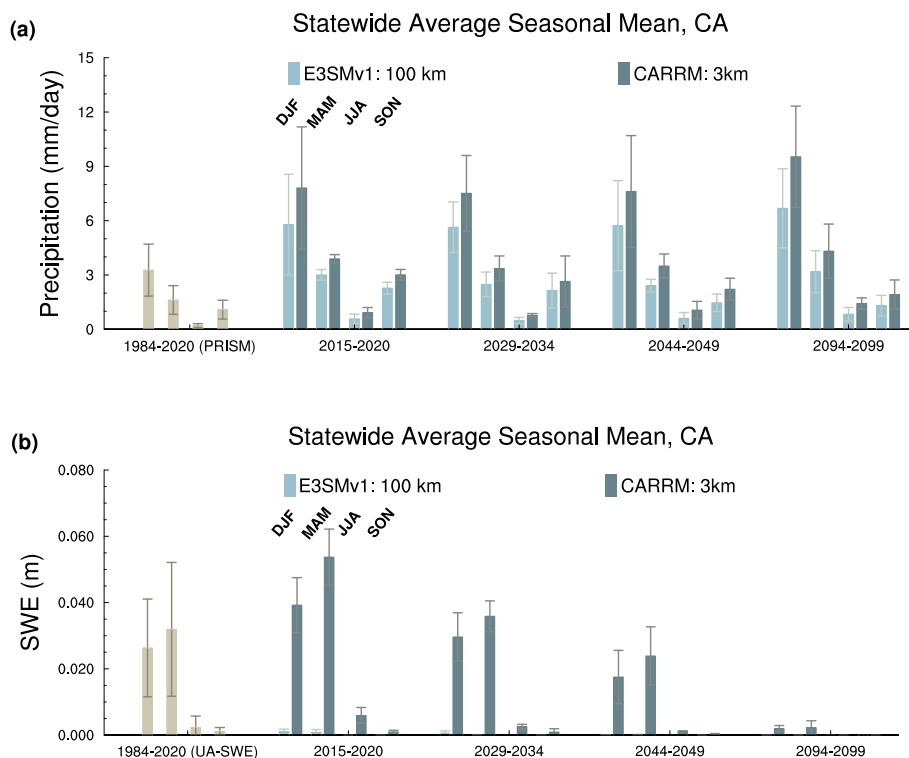 (a)
Statewide Average Seasonal Mean, CA
Precipitation (mm/day)
15
12
9
6
3
0
E3SMv1: 100 km
CARRM: 3km
DJF
MAM
JJA
SON
1984-2020 (PRISM)
2015-2020
2029-2034
2044-2049
2094-2099
(b)
Statewide Average Seasonal Mean, CA
SWE (m)
0.080
0.060
0.040
0.020
0.000
E3SMv1: 100 km
CARRM: 3km
DJF
MAM
JJA
SON
1984-2020 (UA-SWE)
2015-2020
2029-2034
2044-2049
2094-2099